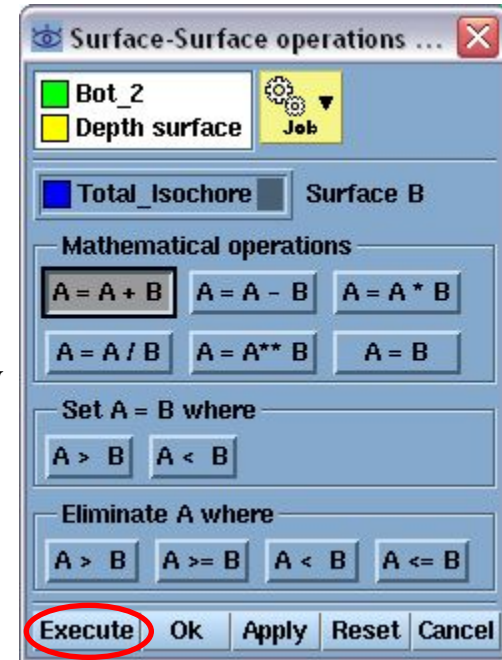 Surface-Surface operations ...
Bot_2
Depth surface
Job
Total_Isochore Surface B
Mathematical operations
A = A + B A = A - B A = A * B
A = A / B A = A** B A = B
Set A = B where
A > B A < B
Eliminate A where
A > B A >= B A < B A <= B
Execute Ok Apply Reset Cancel